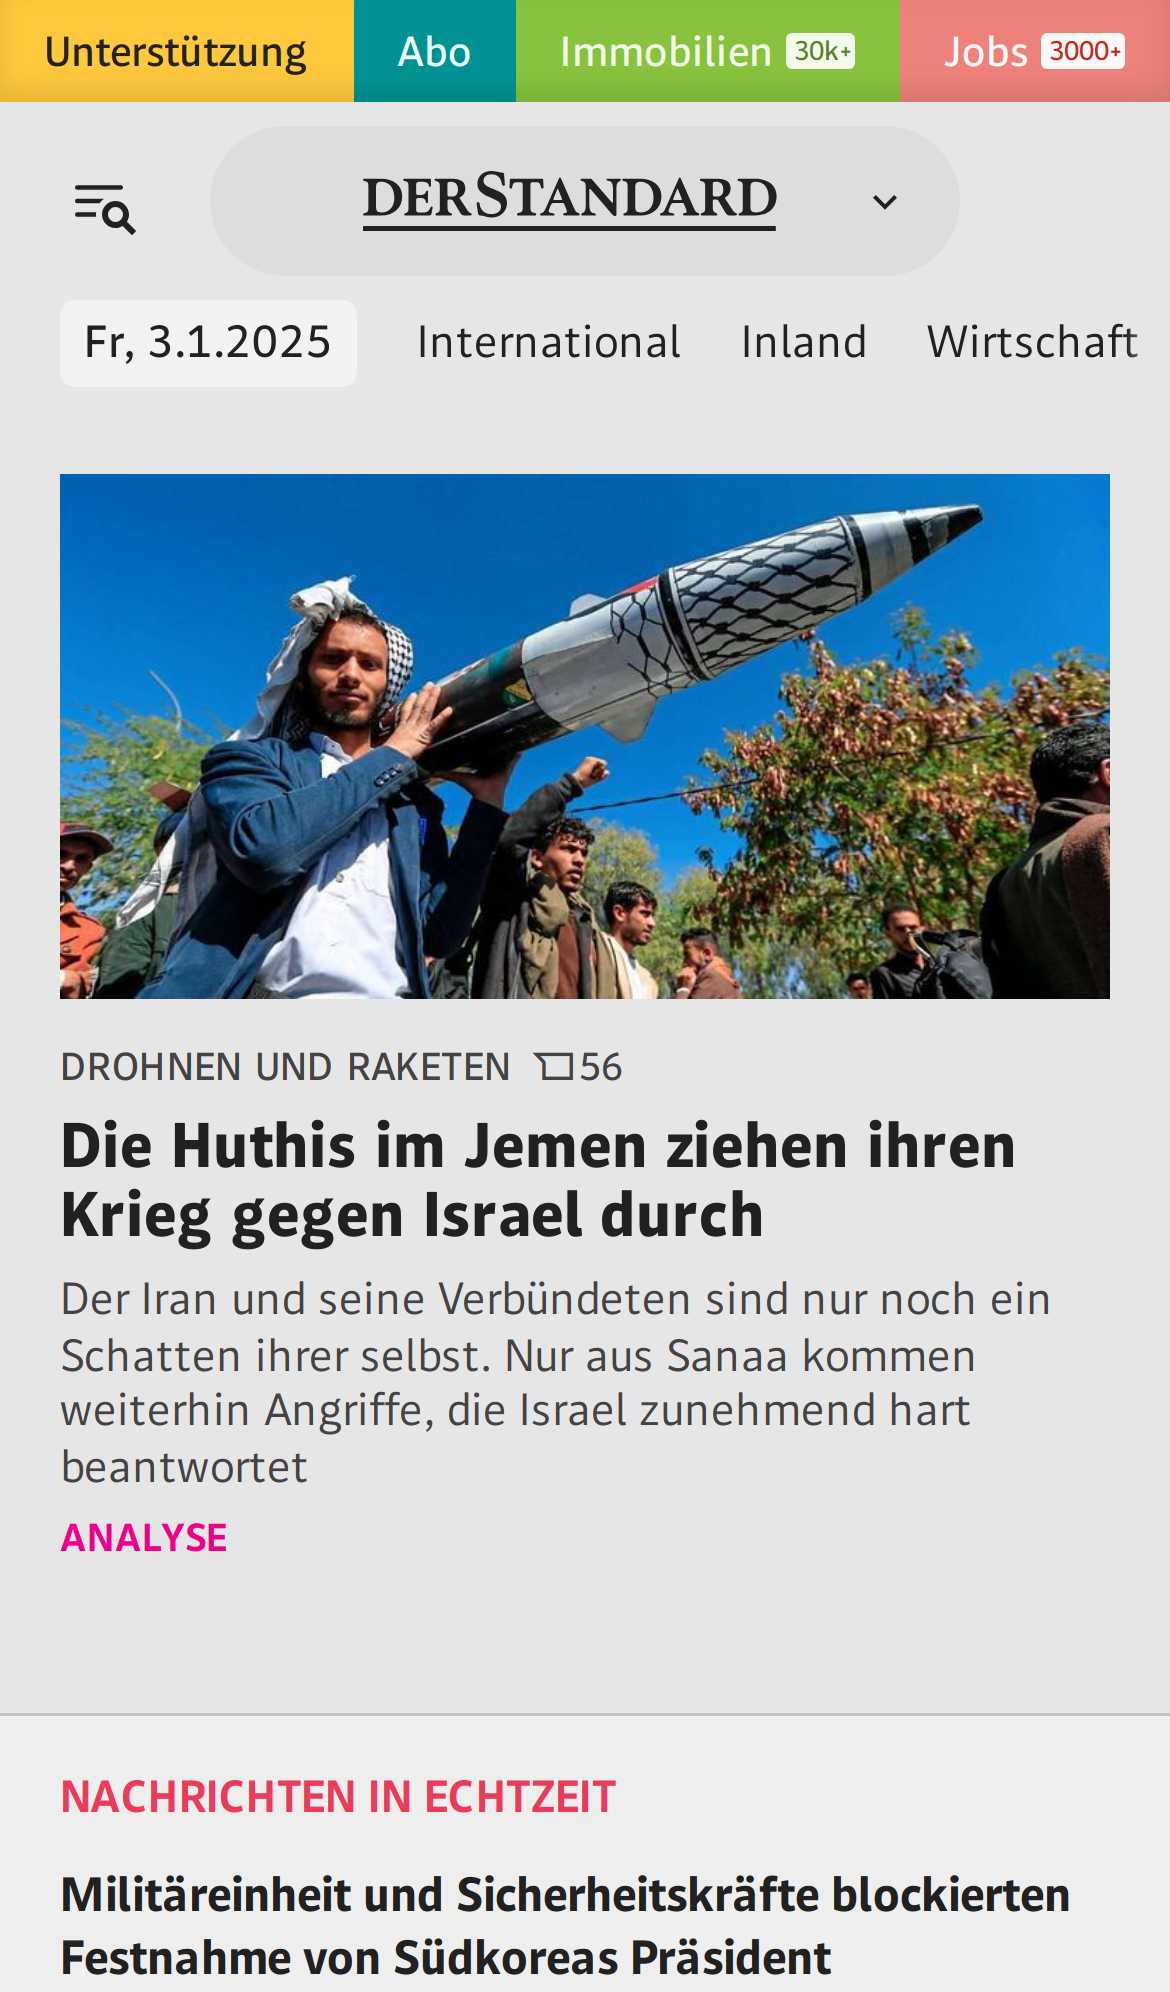 Unterstützung
Abo
Immobilien 30k+
Jobs 3000+
DERSTANDARD
Fr, 3.1.2025
International
Inland
Wirtschaft
DROHNEN UND RAKETEN 56
Die Huthis im Jemen ziehen ihren
Krieg gegen Israel durch
Der Iran und seine Verbündeten sind nur noch ein
Schatten ihrer selbst. Nur aus Sanaa kommen
weiterhin Angriffe, die Israel zunehmend hart
beantwortet
ANALYSE
NACHRICHTEN IN ECHTZEIT
Militäreinheit und Sicherheitskräfte blockierten
Festnahme von Südkoreas Präsident